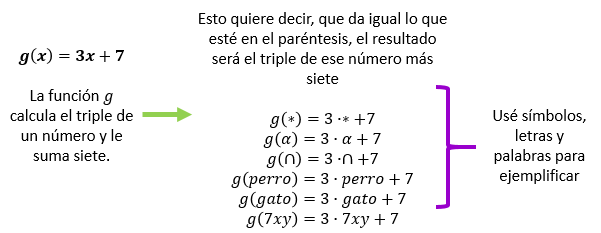 g(x) = 3x + 7
La función g
calcula el triple de
un número y le
suma siete.
Esto quiere decir, que da igual lo que
esté en el paréntesis, el resultado
será el triple de ese número más
siete
g(∗) = 3 ·∗ +7
g(α) = 3 · α + 7
g(∩) = 3 ·∩ +7
g(perro) = 3 · perro + 7
g(gato) = 3 · gato + 7
g(7xy) = 3 · 7xy + 7
Usé símbolos,
letras y
palabras para
ejemplificar